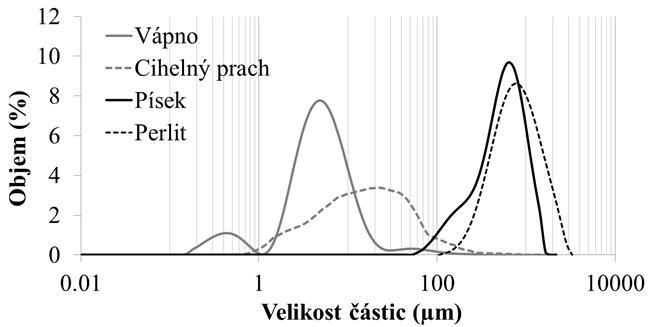 12
10
8
6
4
2
0
Objem (%)
Vápno
Cihelný prach
Písek
Perlit
0.01 1 100 10000
Velikost částic (µm)